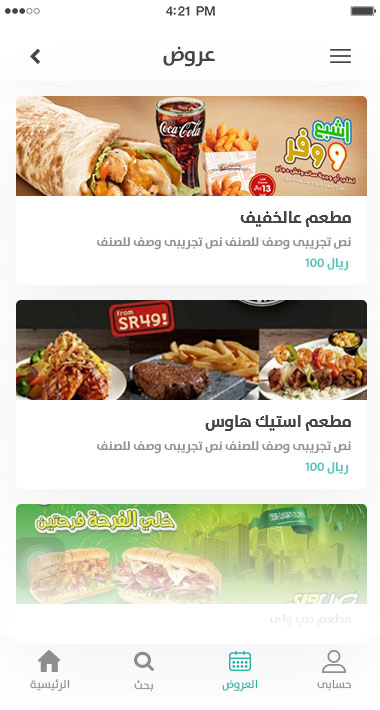 4:21 PM
عروض
اشبع
ووفر
Coca-Cola
13
مطعم عالخفيف
نص تجريبى وصف للصنف نص تجريبى وصف للصنف
100 ريال
from
SR49!
مطعم استيك هاوس
نص تجريبى وصف للصنف نص تجريبى وصف للصنف
100 ريال
خلي الفرحة فرحتين
مطعم صب واى
حسابى
العروض
بحث
الرئيسية